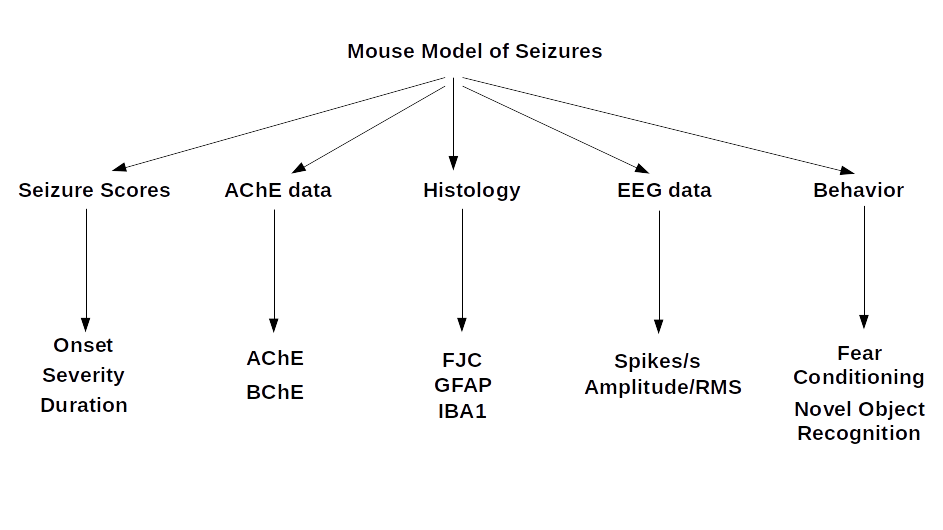 Mouse Model of Seizures
Seizure Scores
AChE data
Histology
EEG data
Behavior
Onset
Severity
Duration
AChE
BChE
FJC
GFAP
IBA1
Spikes/s
Amplitude/RMS
Fear
Conditioning
Novel Object
Recognition